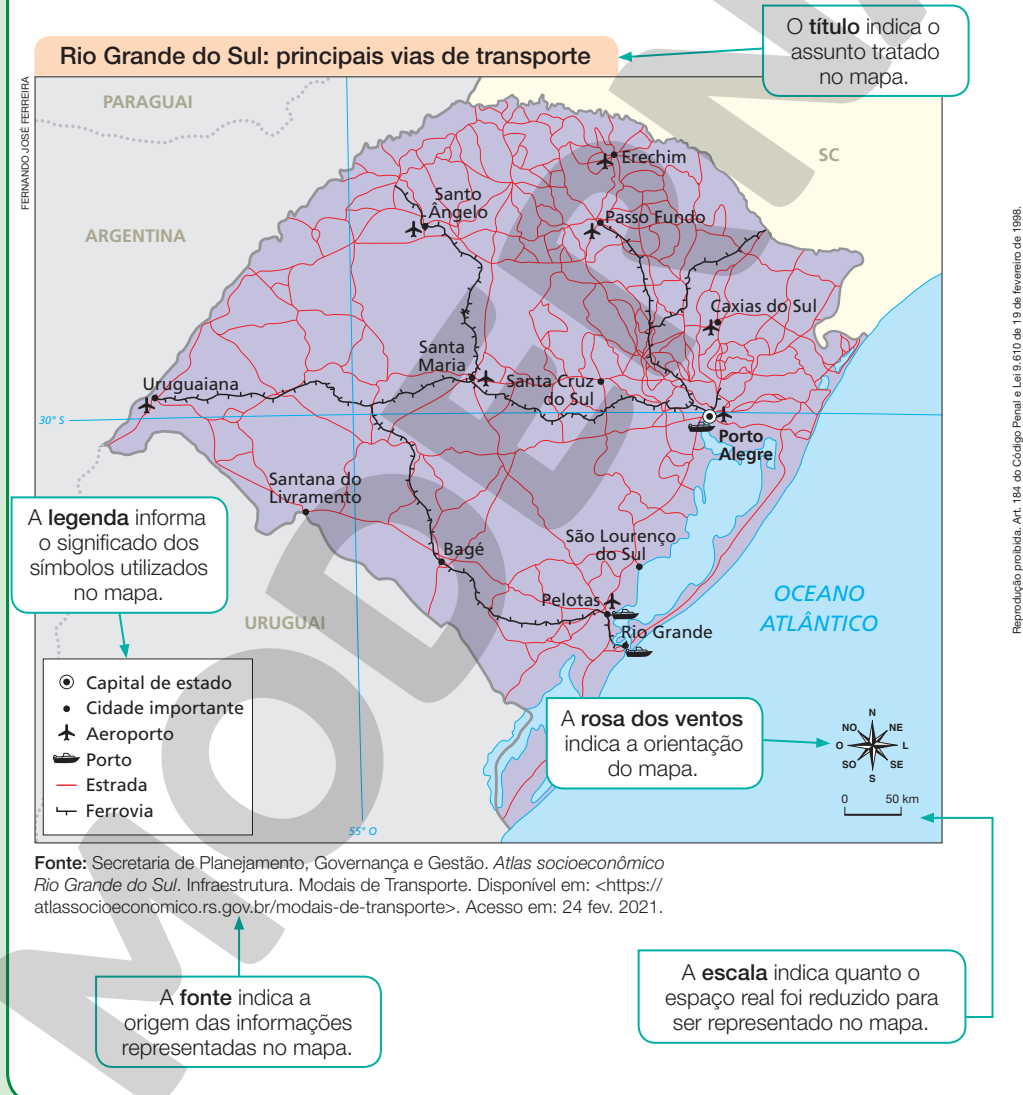 O título indica o
assunto tratado
no mapa.
Rio Grande do Sul: principais vias de transporte
FERNANDO JOSÉ FERREIRA
PARAGUAI
SC
Erechim
Santo
Ângelo
Passo Fundo
ARGENTINA
Caxias do Sul
Santa
Maria
Santa Cruz
do Sul
Uruguaiana
30° S
Porto
Alegre
Santana do
Livramento
A legenda informa
o significado dos
símbolos utilizados
no mapa.
Bagé
São Lourenço
do Sul
Pelotas
Rio Grande
OCEANO
ATLÂNTICO
URUGUAI
Capital de estado
Cidade importante
Aeroporto
Porto
Estrada
Ferrovia
A rosa dos ventos
indica a orientação
do mapa.
N
NO
NE
O
L
SO
SE
S
0 50 km
55° O
Fonte: Secretaria de Planejamento, Governança e Gestão. Atlas socioeconômico
Rio Grande do Sul. Infraestrutura. Modais de Transporte. Disponível em: <https://
atlassocioeconomico.rs.gov.br/modais-de-transporte>. Acesso em: 24 fev. 2021.
A fonte indica a
origem das informações
representadas no mapa.
A escala indica quanto o
espaço real foi reduzido para
ser representado no mapa.
Reprodução proibida. Art. 184 do Código Penal e Lei 9.610 de 19 de fevereiro de 1998.
MODERN